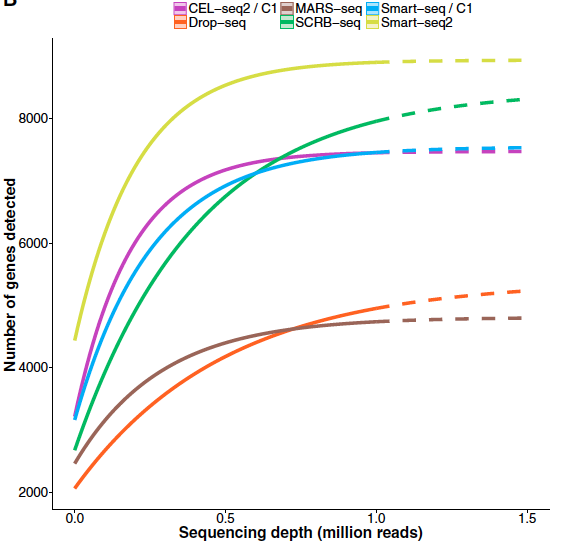 B
CEL−seq2 / C1 MARS−seq Smart−seq / C1
Drop−seq SCRB−seq Smart−seq2
Number of genes detected
8000
6000
4000
2000
0.0 0.5 1.0 1.5
Sequencing depth (million reads)